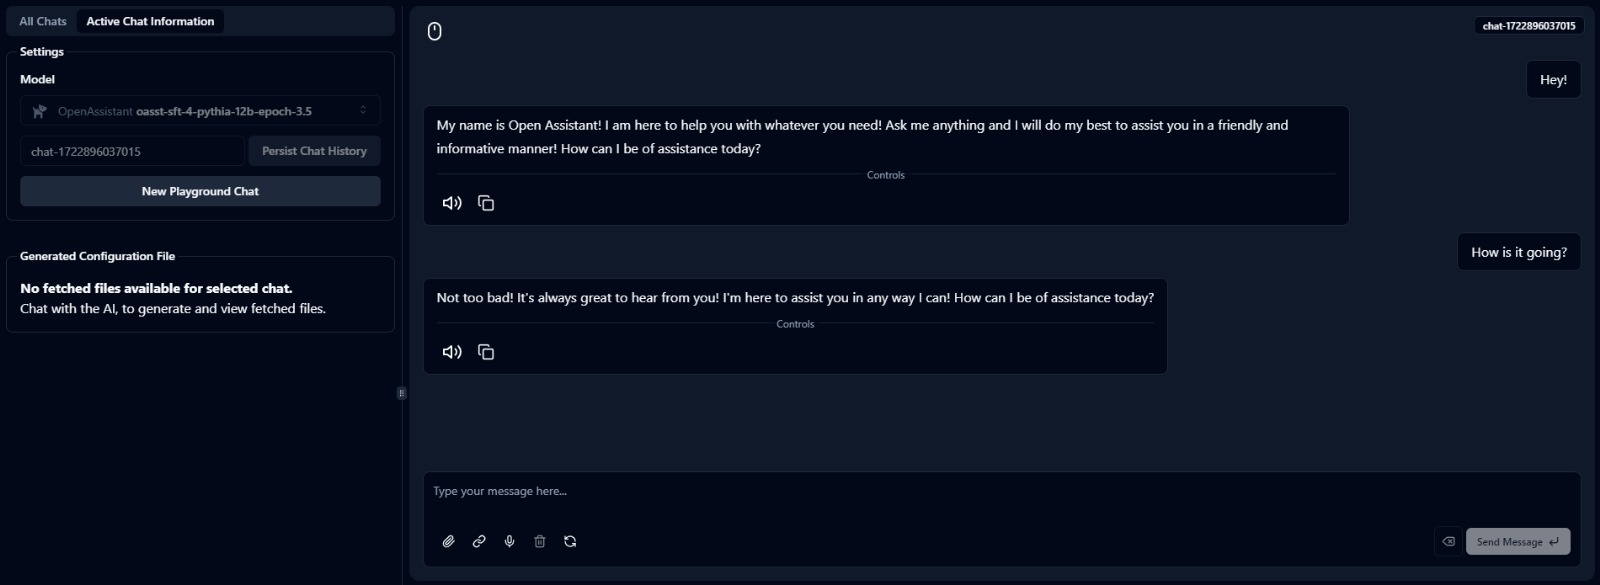 All Chats
Active Chat Information
Settings
Model
OpenAssistant oasst-sft-4-pythia-12b-epoch-3.5
chat-1722896037015
Persist Chat History
New Playground Chat
Generated Configuration File
No fetched files available for selected chat.
Chat with the AI, to generate and view fetched files.
chat-1722896037015
Hey!
My name is Open Assistant! I am here to help you with whatever you need! Ask me anything and I will do my best to assist you in a friendly and
informative manner! How can I be of assistance today?
Controls
How is it going?
Not too bad! It's always great to hear from you! I'm here to assist you in any way I can! How can I be of assistance today?
Controls
Type your message here...
Send Message